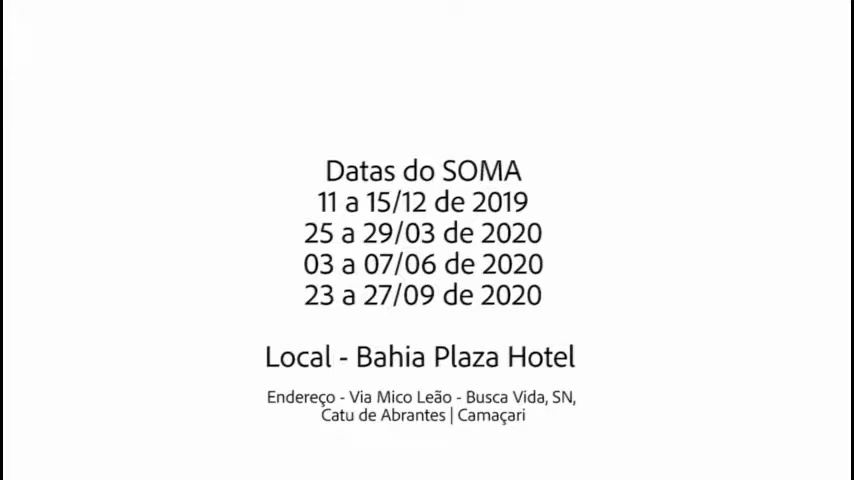 Datas do SOMA
11 a 15/12 de 2019
25 a 29/03 de 2020
03 a 07/06 de 2020
23 a 27/09 de 2020
Local - Bahia Plaza Hotel
Endereço - Via Mico Leão - Busca Vida, SN,
Catu de Abrantes | Camaçari